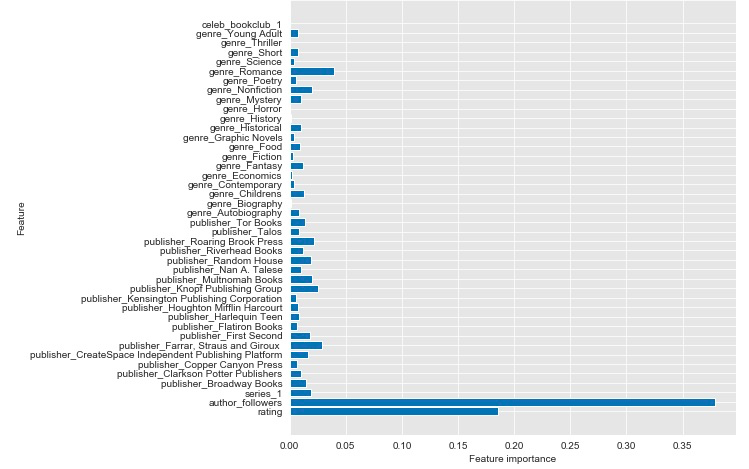 celeb_bookclub_1
genre_Young Adult
genre_Thriller
genre_Short
genre_Science
genre_Romance
genre_Poetry
genre_Nonfiction
genre_Mystery
genre_Horror
genre_History
genre_Historical
genre_Graphic Novels
genre_Food
genre_Fiction
genre_Fantasy
genre_Economics
genre_Contemporary
genre_Childrens
genre_Biography
genre_Autobiography
publisher_Tor Books
publisher_Talos
publisher_Roaring Brook Press
publisher_Riverhead Books
publisher_Random House
publisher_Nan A. Talese
publisher_Multnomah Books
publisher_Knopf Publishing Group
publisher_Kensington Publishing Corporation
publisher_Houghton Mifflin Harcourt
publisher_Harlequin Teen
publisher_Flatiron Books
publisher_First Second
publisher_Farrar, Straus and Giroux
publisher_CreateSpace Independent Publishing Platform
publisher_Copper Canyon Press
publisher_Clarkson Potter Publishers
publisher_Broadway Books
series_1
author_followers
rating
Feature
0.00 0.05 0.10 0.15 0.20 0.25 0.30 0.35
Feature importance